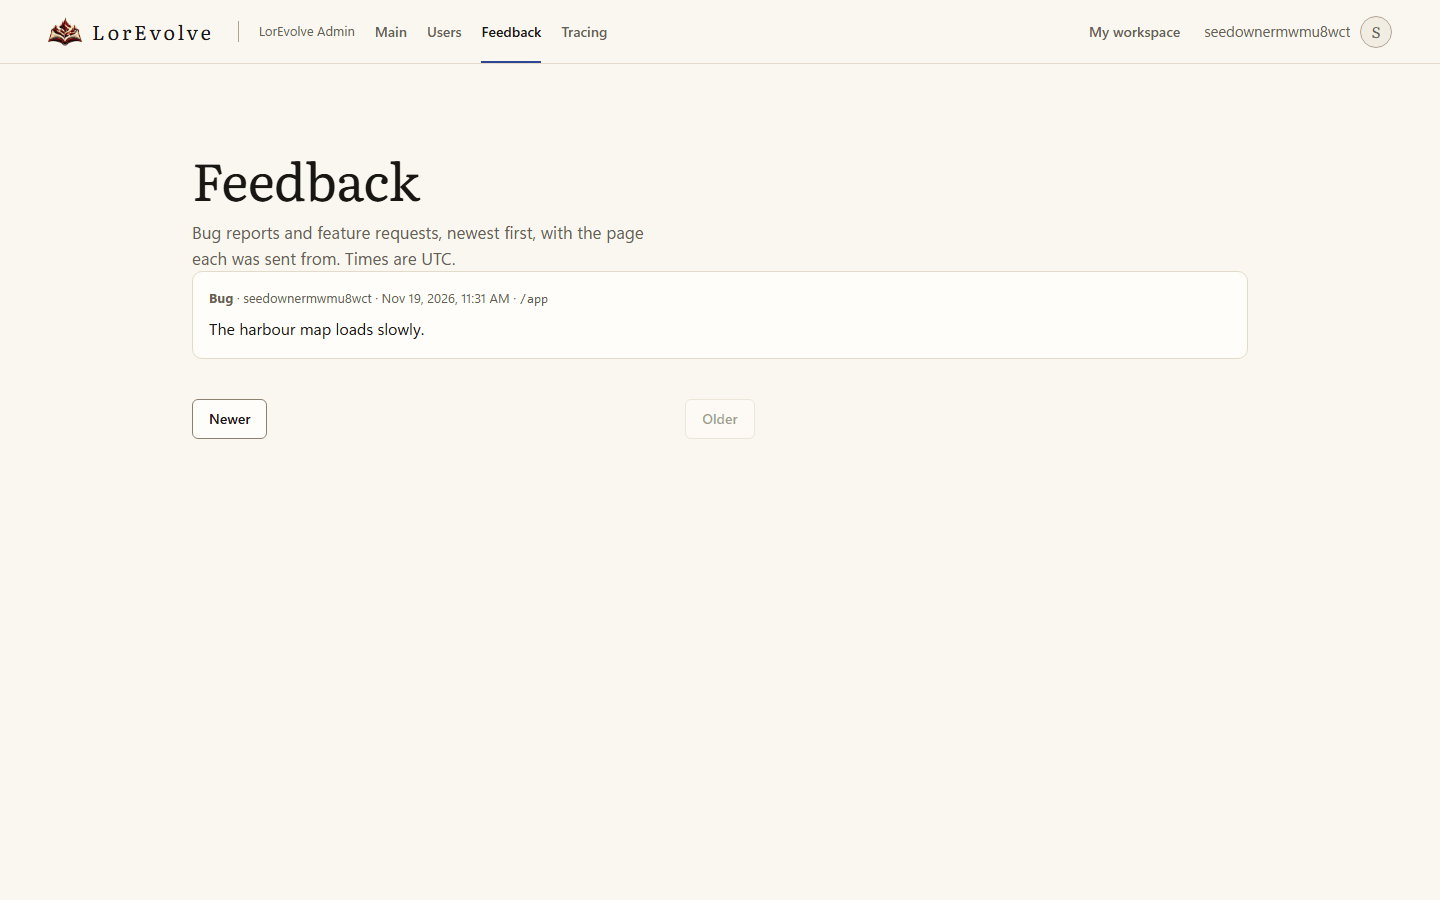 LorEvolve
LorEvolve Admin Main Users Feedback Tracing
My workspace seedownermwmu8wct S
Feedback
Bug reports and feature requests, newest first, with the page
each was sent from. Times are UTC.
Bug · seedownermwmu8wct · Nov 19, 2026, 11:31 AM · /app
The harbour map loads slowly.
Newer Older